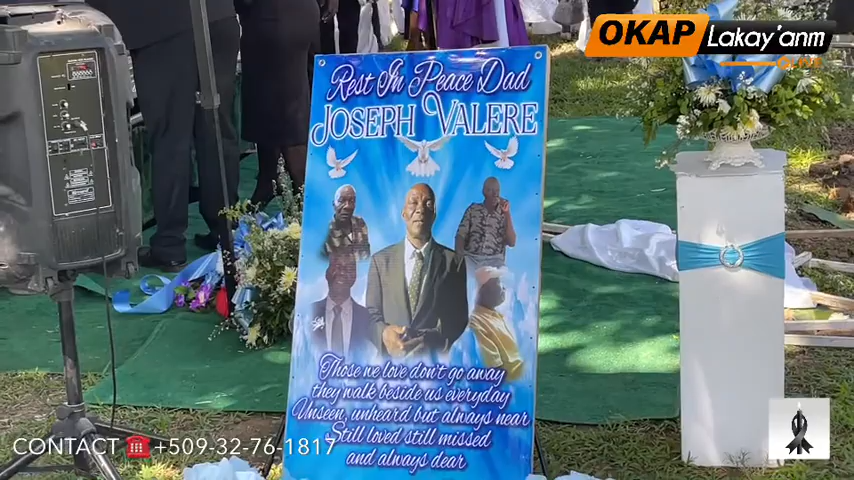 OKAP
Lakay'anm
Rest In Peace Dad
JOSEPH VALERE
Those we love don't go away
they walk beside us everyday
Unseen, unheard but always near
Still loved still missed
and always dear
CONTACT ☎ +509-32-76-1817